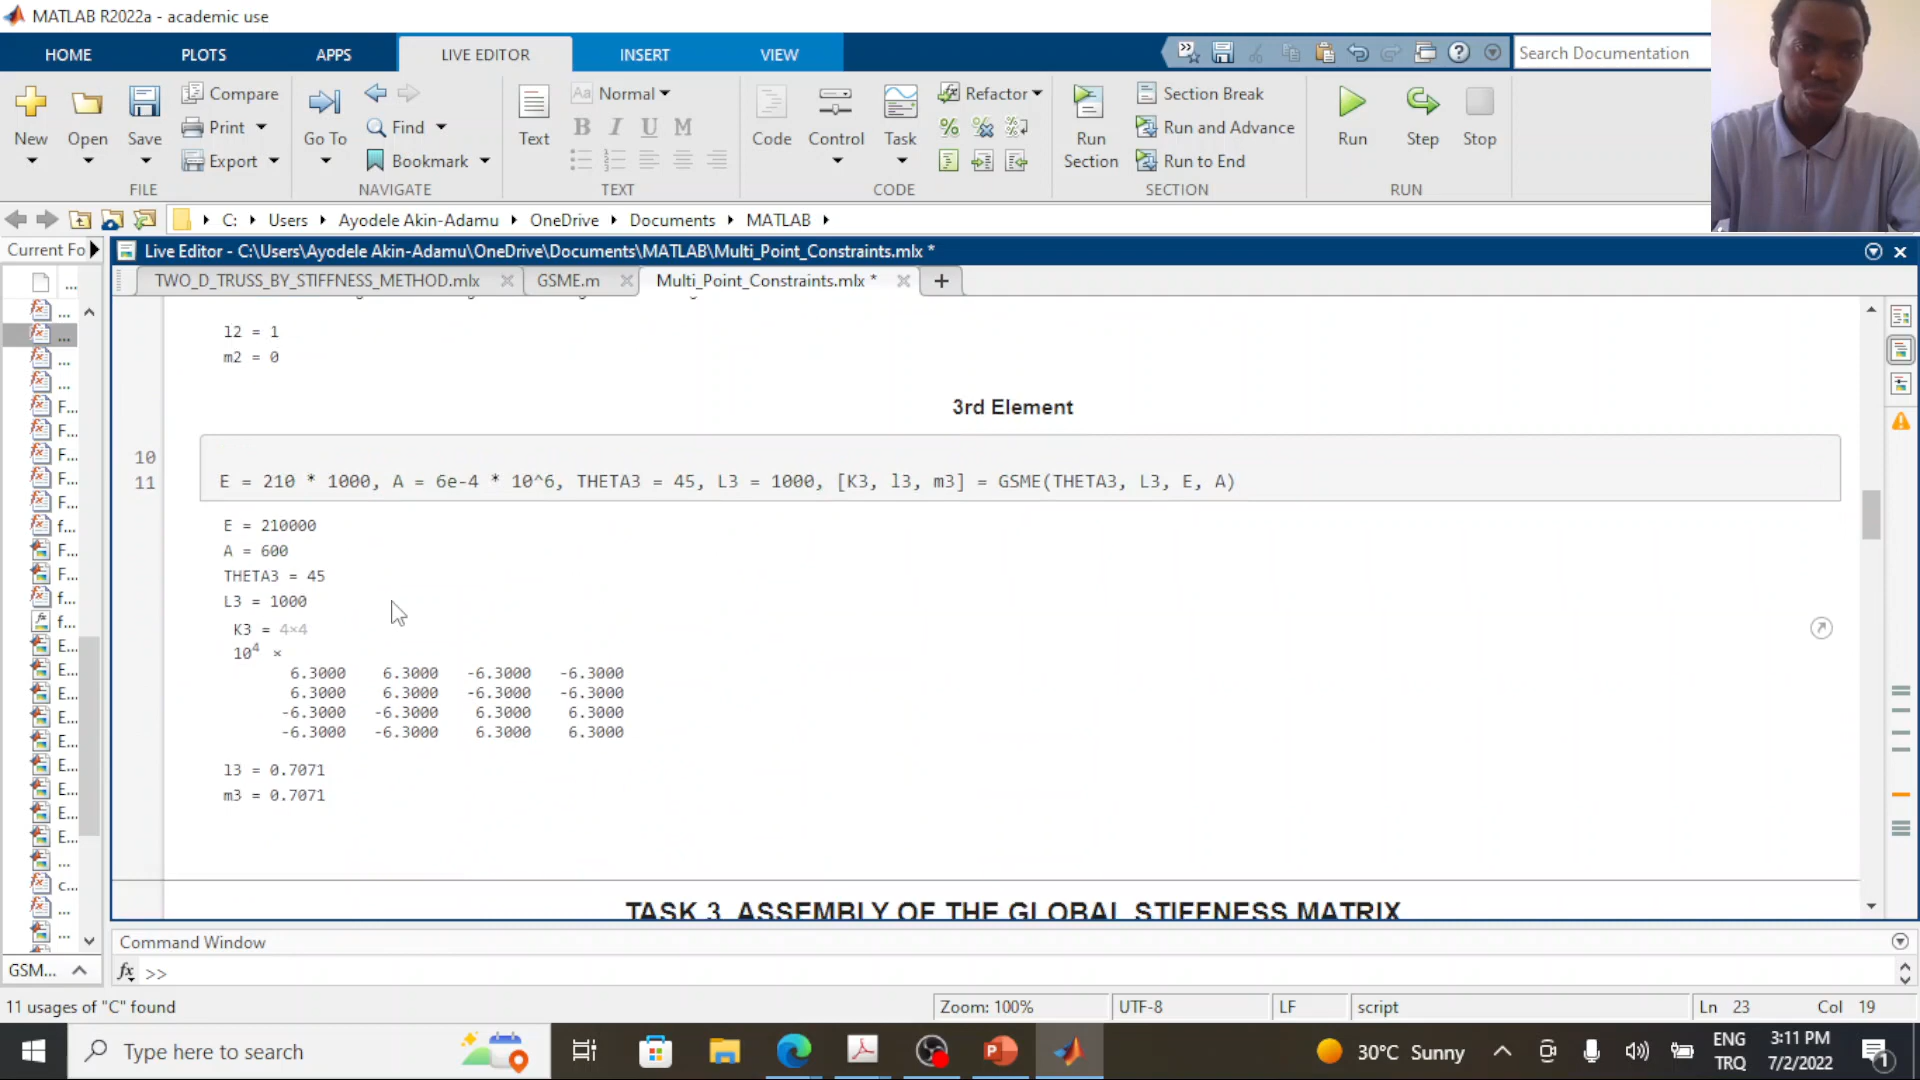 MATLAB R2022a - academic use
HOME
PLOTS
APPS
LIVE EDITOR
INSERT
VIEW
Search Documentation
New
Open
Save
Compare
Print
Export
FILE
Go To
Find
Bookmark
NAVIGATE
Text
Aa Normal
B I U M
TEXT
Code
Control
Task
Refactor
CODE
Run Section
Section Break
Run and Advance
Run to End
SECTION
Run
Step
Stop
RUN
C: Users Ayodele Akin-Adamu OneDrive Documents MATLAB
Current Fo
Live Editor - C:\Users\Ayodele Akin-Adamu\OneDrive\Documents\MATLAB\Multi_Point_Constraints.mlx *
TWO_D_TRUSS_BY_STIFFNESS_METHOD.mlx
GSME.m
Multi_Point_Constraints.mlx *
l2 = 1
m2 = 0
3rd Element
10
11
E = 210 * 1000, A = 6e-4 * 10^6, THETA3 = 45, L3 = 1000, [K3, l3, m3] = GSME(THETA3, L3, E, A)
E = 210000
A = 600
THETA3 = 45
L3 = 1000
K3 = 4×4
10⁴ ×
6.3000 6.3000 -6.3000 -6.3000
6.3000 6.3000 -6.3000 -6.3000
-6.3000 -6.3000 6.3000 6.3000
-6.3000 -6.3000 6.3000 6.3000
l3 = 0.7071
m3 = 0.7071
TASK 3 ASSEMBLY OF THE GLOBAL STIFFNESS MATRIX
...
...
...
...
F...
F...
F...
F...
F...
f...
F...
F...
f...
f...
E...
E...
E...
E...
E...
E...
E...
E...
E...
...
c...
...
...
GSM...
Command Window
fx >>
11 usages of "C" found
Zoom: 100%
UTF-8
LF
script
Ln 23
Col 19
Type here to search
30°C Sunny
ENG
TRQ
3:11 PM
7/2/2022
1